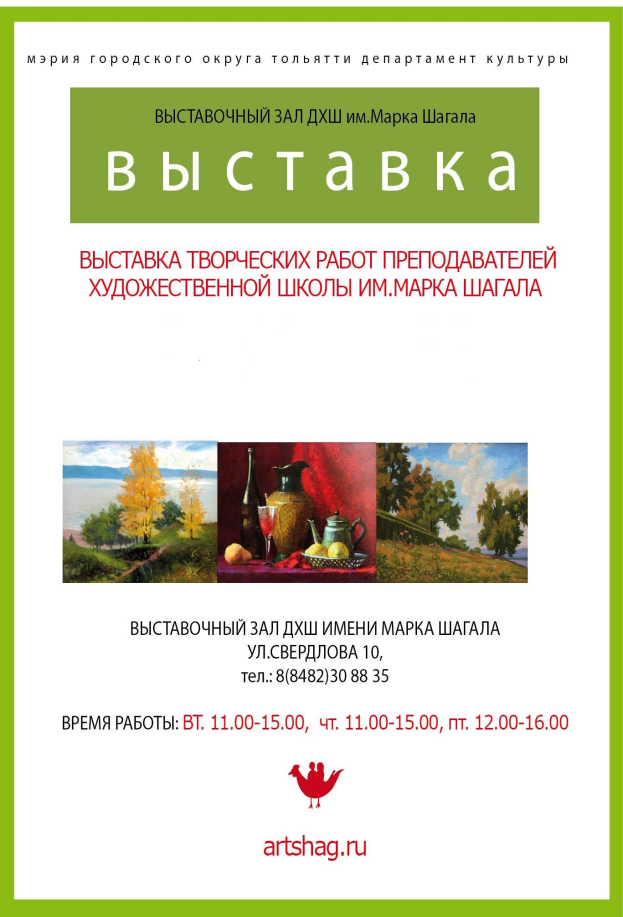 мэрия городского округа тольятти департамент культуры
ВЫСТАВОЧНЫЙ ЗАЛ ДХШ им.Марка Шагала
выставка
ВЫСТАВКА ТВОРЧЕСКИХ РАБОТ ПРЕПОДАВАТЕЛЕЙ
ХУДОЖЕСТВЕННОЙ ШКОЛЫ ИМ.МАРКА ШАГАЛА
ВЫСТАВОЧНЫЙ ЗАЛ ДХШ ИМЕНИ МАРКА ШАГАЛА
УЛ.СВЕРДЛОВА 10,
тел.: 8(8482)30 88 35
ВРЕМЯ РАБОТЫ: ВТ. 11.00-15.00, чт. 11.00-15.00, пт. 12.00-16.00
artshag.ru